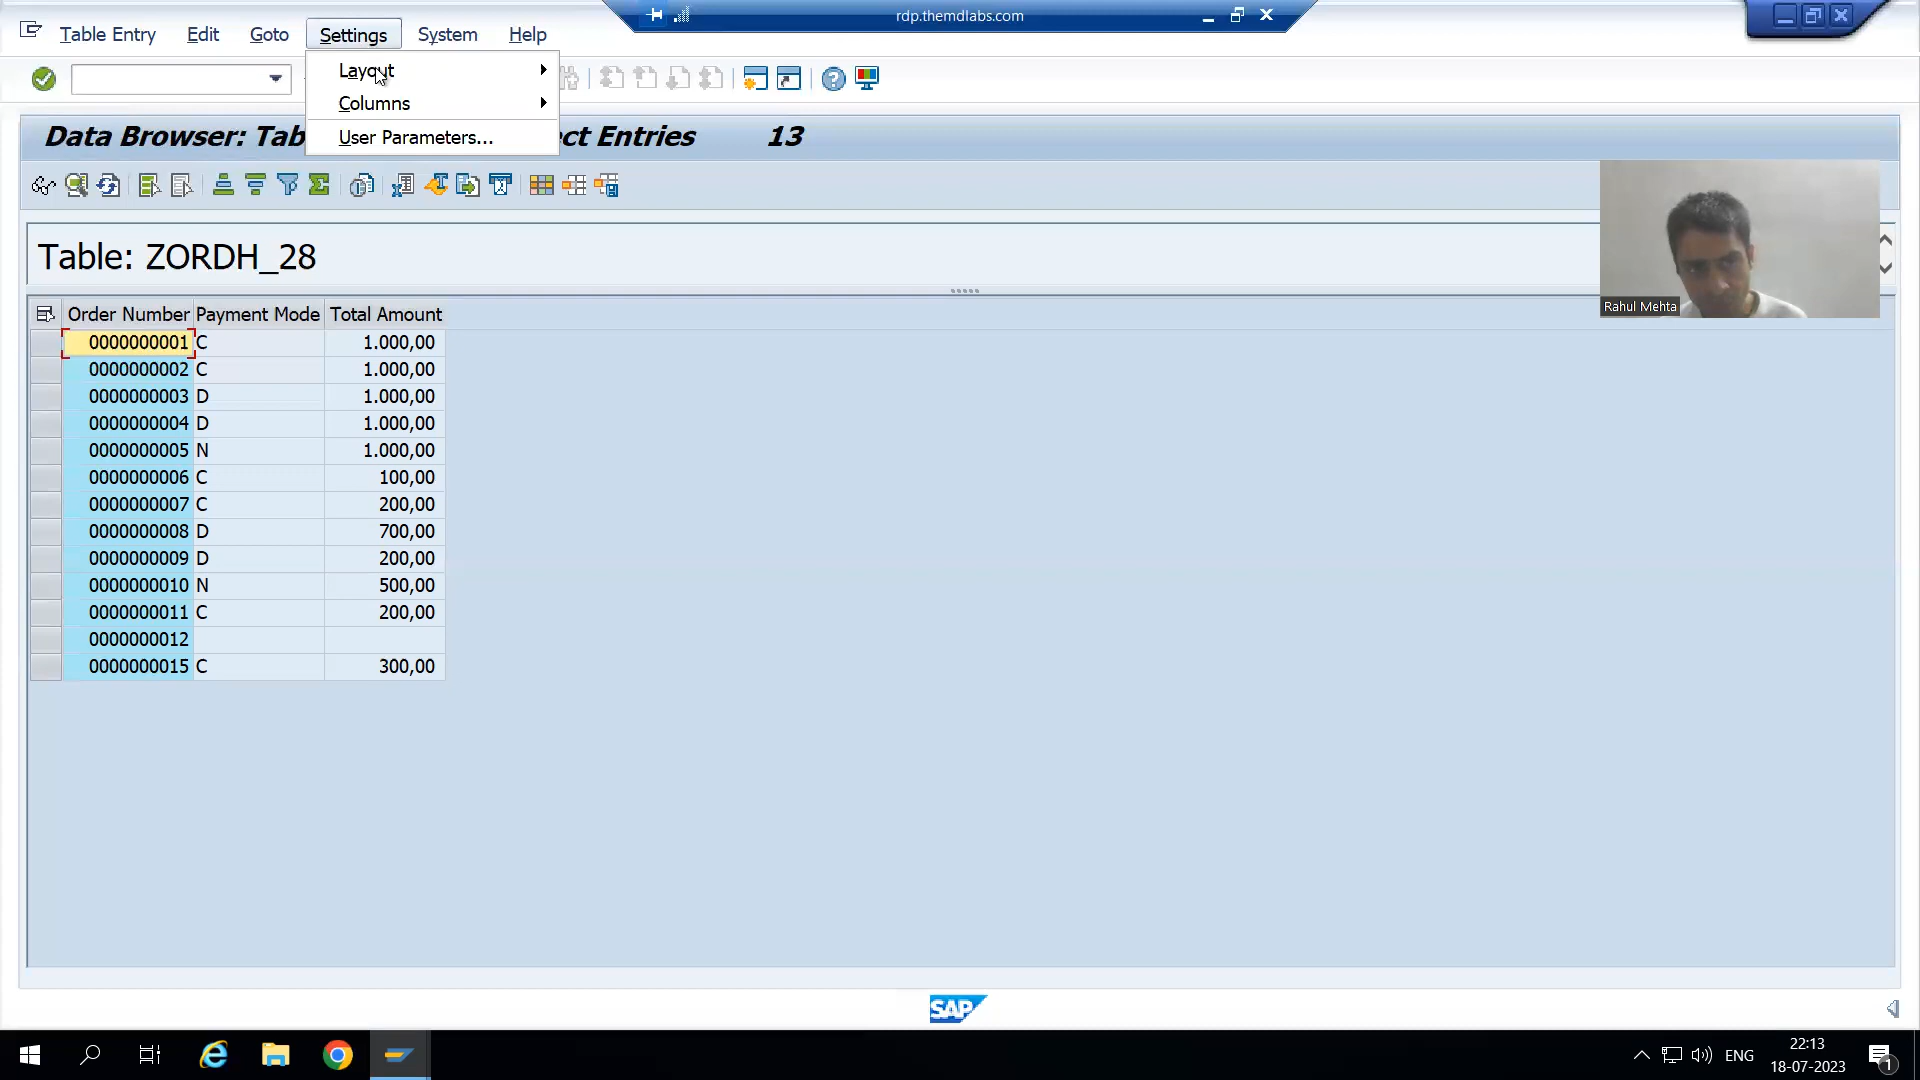 rdp.themdlabs.com
Table Entry Edit Goto Settings System Help
Layout
Columns
User Parameters...
Data Browser: Tab ect Entries 13
Rahul Mehta
Table: ZORDH_28
Order Number Payment Mode Total Amount
0000000001 C 1.000,00
0000000002 C 1.000,00
0000000003 D 1.000,00
0000000004 D 1.000,00
0000000005 N 1.000,00
0000000006 C 100,00
0000000007 C 200,00
0000000008 D 700,00
0000000009 D 200,00
0000000010 N 500,00
0000000011 C 200,00
0000000012
0000000015 C 300,00
SAP
ENG
22:13
18-07-2023
1